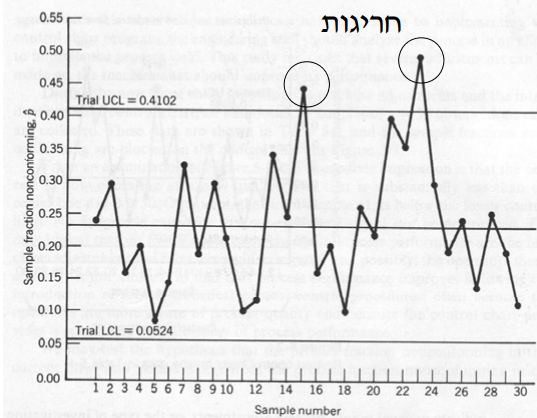 חריגות
Sample fraction nonconforming, p̂
0.55
0.50
0.45
0.40
0.35
0.30
0.25
0.20
0.15
0.10
0.05
0.00
Trial UCL = 0.4102
Trial LCL = 0.0524
1 2 3 4 5 6 7 8 9 10 12 14 16 18 20 22 24 26 28 30
Sample number